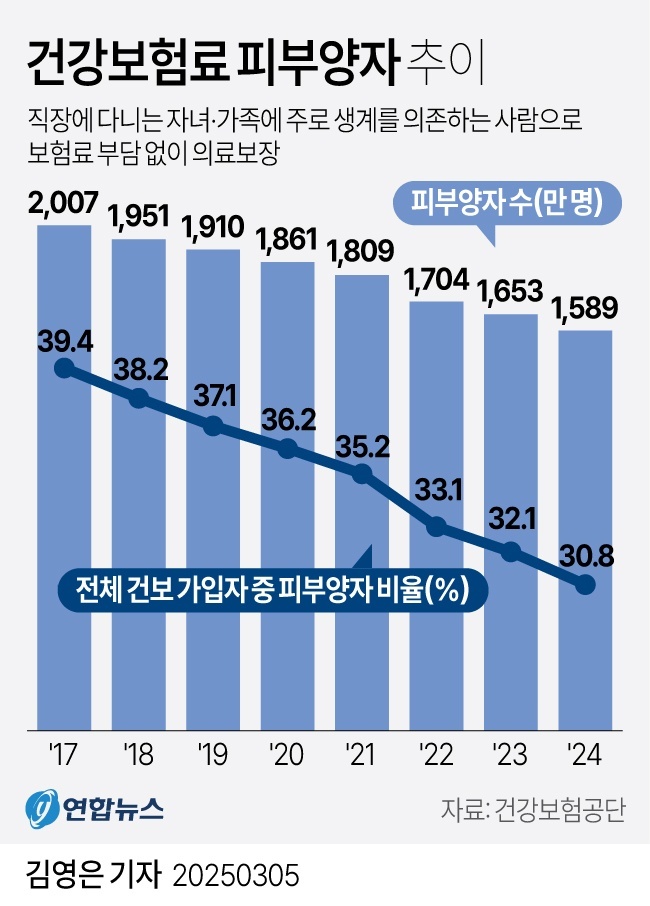 건강보험료 피부양자 추이
직장에 다니는 자녀·가족에 주로 생계를 의존하는 사람으로
보험료 부담 없이 의료보장
피부양자 수(만 명)
2,007 1,951 1,910 1,861 1,809 1,704 1,653 1,589
39.4 38.2 37.1 36.2 35.2 33.1 32.1 30.8
전체 건보 가입자 중 피부양자 비율(%)
'17 '18 '19 '20 '21 '22 '23 '24
연합뉴스 자료: 건강보험공단
김영은 기자 20250305